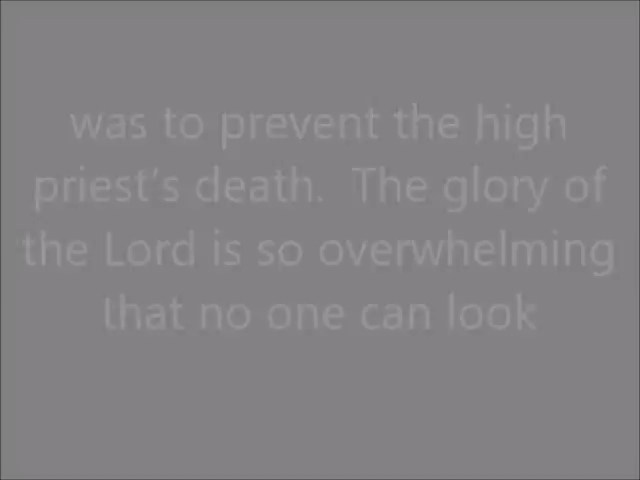 was to prevent the high
priest's death.  The glory of
the Lord is so overwhelming
that no one can look